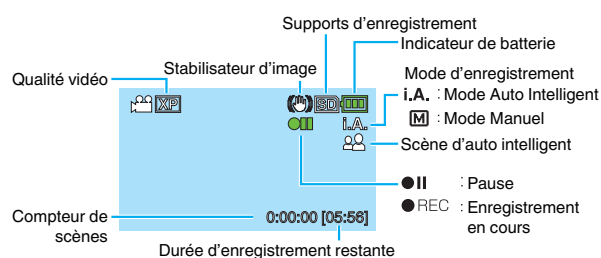 Supports d'enregistrement
Indicateur de batterie
Stabilisateur d'image
Qualité vidéo
Mode d'enregistrement
i.A. : Mode Auto Intelligent
M : Mode Manuel
Scène d'auto intelligent
XP
SD
i.A.
●II : Pause
●REC : Enregistrement
en cours
Compteur de
scènes
0:00:00 [05:56]
Durée d'enregistrement restante